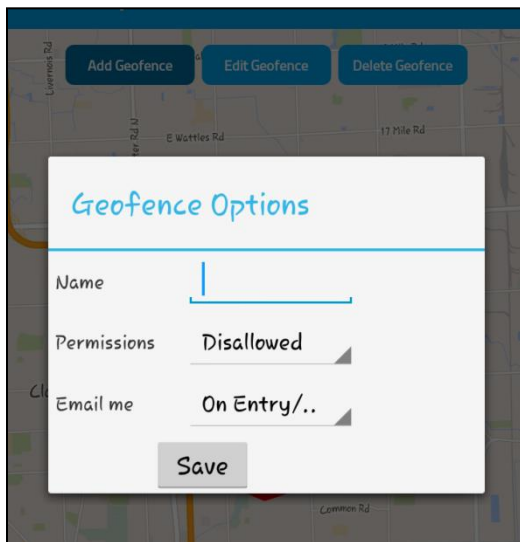 Livernois Rd
Add Geofence
Edit Geofence
Delete Geofence
E Wattles Rd
17 Mile Rd
Geofence Options
Name
Permissions Disallowed
Email me On Entry/..
Save
Common Rd